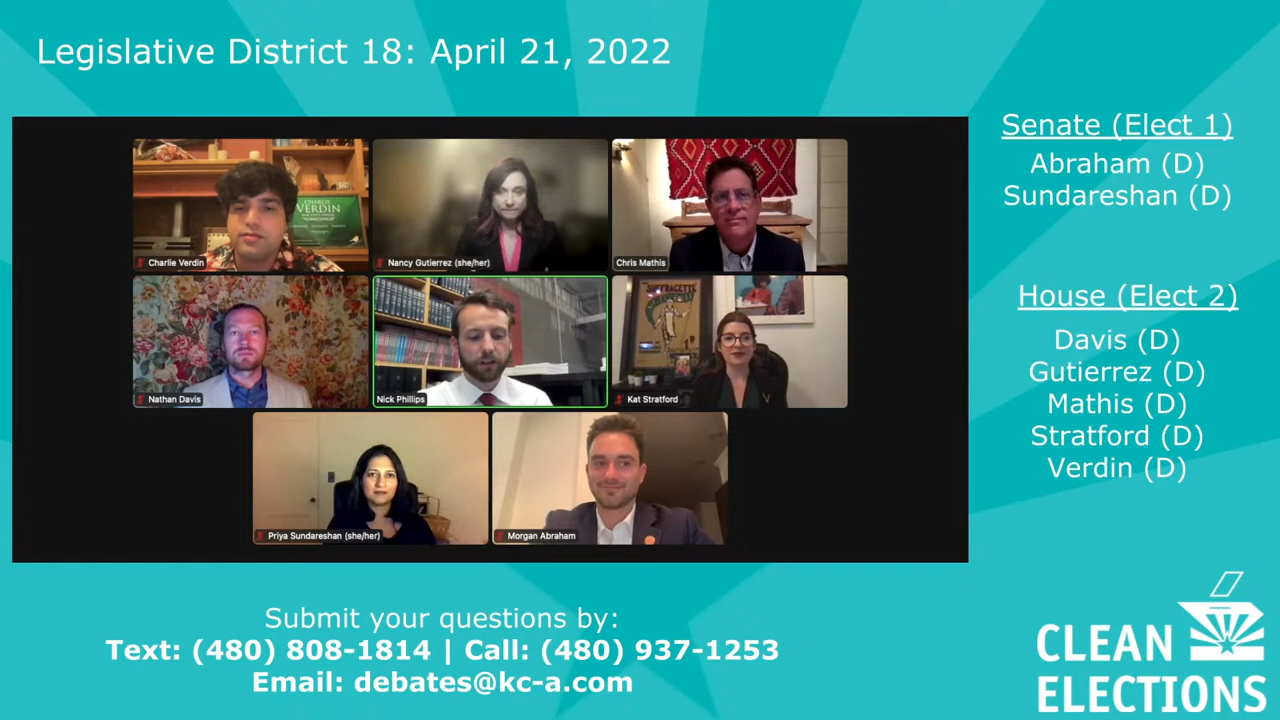 Legislative District 18: April 21, 2022
Senate (Elect 1)
Abraham (D)
Sundareshan (D)
House (Elect 2)
Davis (D)
Gutierrez (D)
Mathis (D)
Stratford (D)
Verdin (D)
CHARLIE
VERDIN
Charlie Verdin
Nancy Gutierrez (she/her)
Chris Mathis
SUFFRAGETTE
Nathan Davis
Nick Phillips
Kat Stratford
Priya Sundareshan (she/her)
Morgan Abraham
Submit your questions by:
Text: (480) 808-1814 | Call: (480) 937-1253
Email: debates@kc-a.com
CLEAN
ELECTIONS